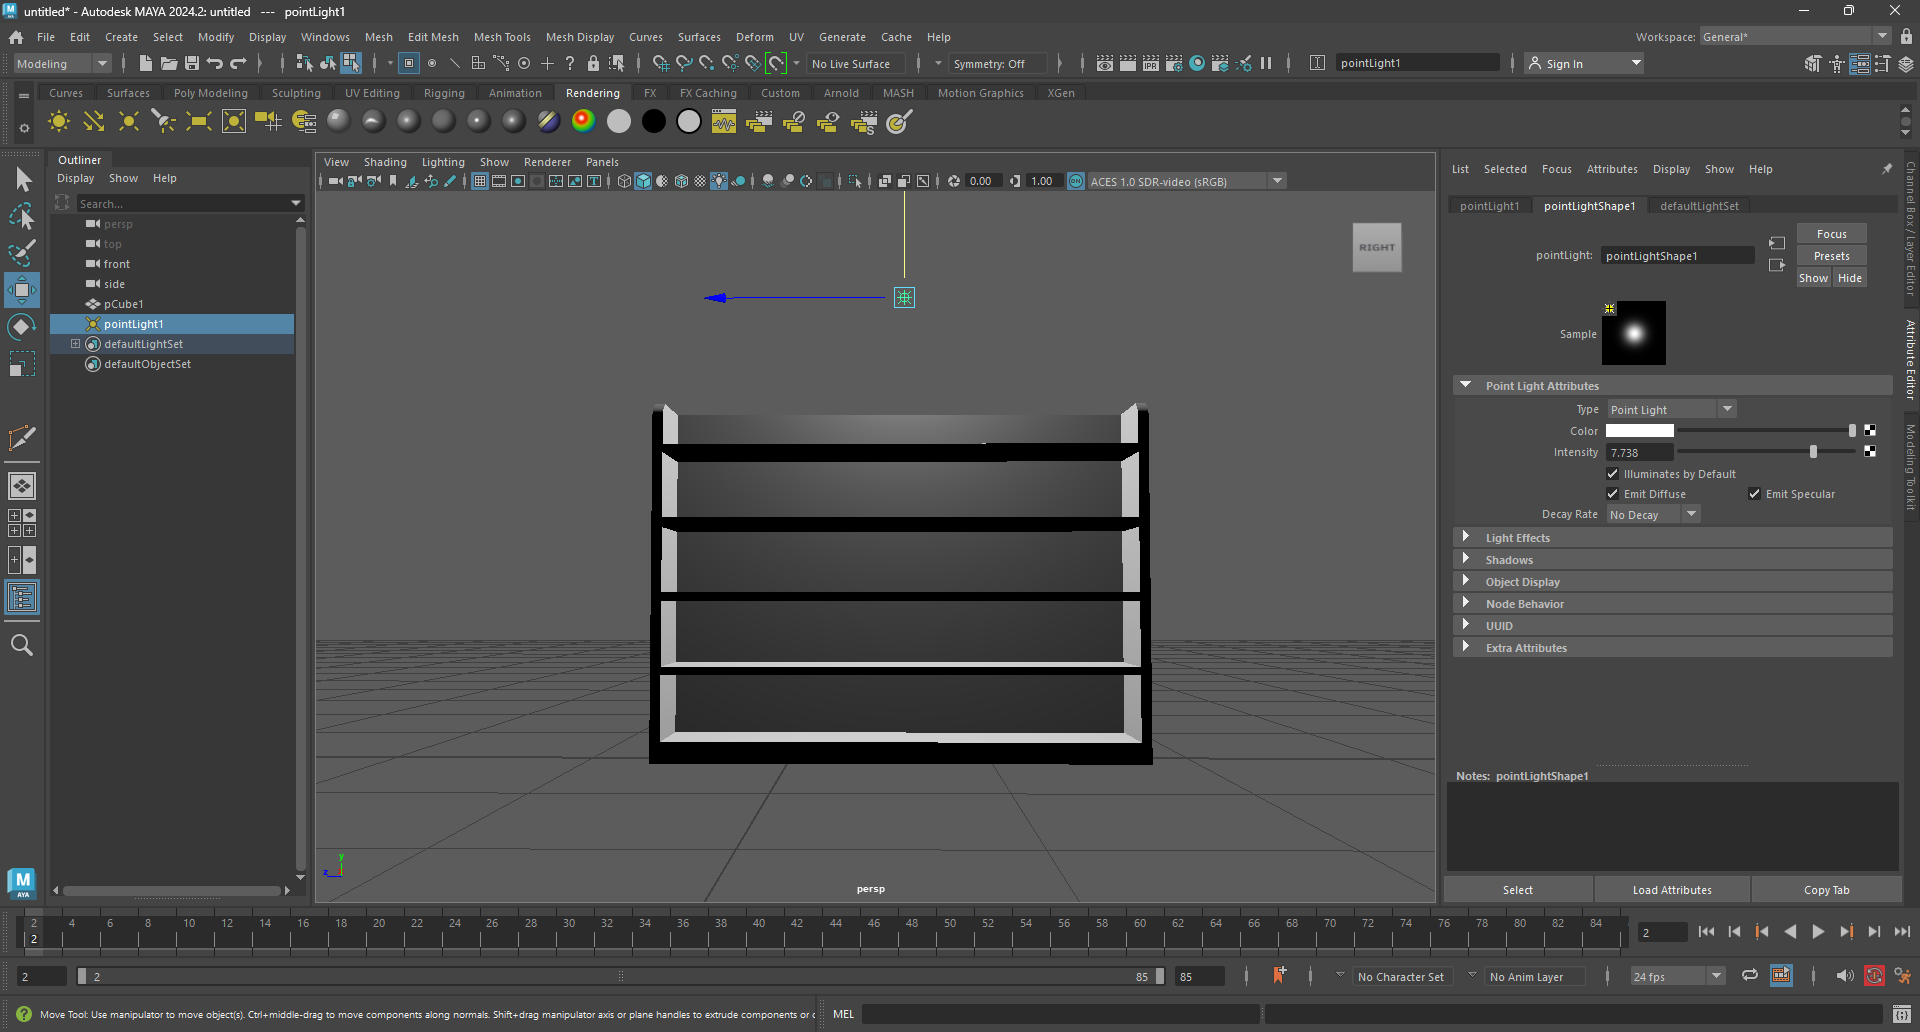 untitled* - Autodesk MAYA 2024.2: untitled --- pointLight1
File Edit Create Select Modify Display Windows Mesh Edit Mesh Mesh Tools Mesh Display Curves Surfaces Deform UV Generate Cache Help
Workspace: General*
Modeling No Live Surface Symmetry: Off pointLight1 Sign In
Curves Surfaces Poly Modeling Sculpting UV Editing Rigging Animation Rendering FX FX Caching Custom Arnold MASH Motion Graphics XGen
Outliner
Display Show Help
Search...
persp
top
front
side
pCube1
pointLight1
defaultLightSet
defaultObjectSet
View Shading Lighting Show Renderer Panels
0.00 1.00 ACES 1.0 SDR-video (sRGB)
RIGHT
y
z
persp
List Selected Focus Attributes Display Show Help
pointLight1 pointLightShape1 defaultLightSet
pointLight: pointLightShape1
Focus
Presets
Show Hide
Sample
Point Light Attributes
Type Point Light
Color
Intensity 7.738
Illuminates by Default
Emit Diffuse Emit Specular
Decay Rate No Decay
Light Effects
Shadows
Object Display
Node Behavior
UUID
Extra Attributes
Notes: pointLightShape1
Select Load Attributes Copy Tab
Channel Box / Layer Editor
Attribute Editor
Modeling Toolkit
M
AYA
2 4 6 8 10 12 14 16 18 20 22 24 26 28 30 32 34 36 38 40 42 44 46 48 50 52 54 56 58 60 62 64 66 68 70 72 74 76 78 80 82 84
2
2
2 2 85 85 No Character Set No Anim Layer 24 fps
Move Tool: Use manipulator to move object(s). Ctrl+middle-drag to move components along normals. Shift+drag manipulator axis or plane handles to extrude components or
MEL